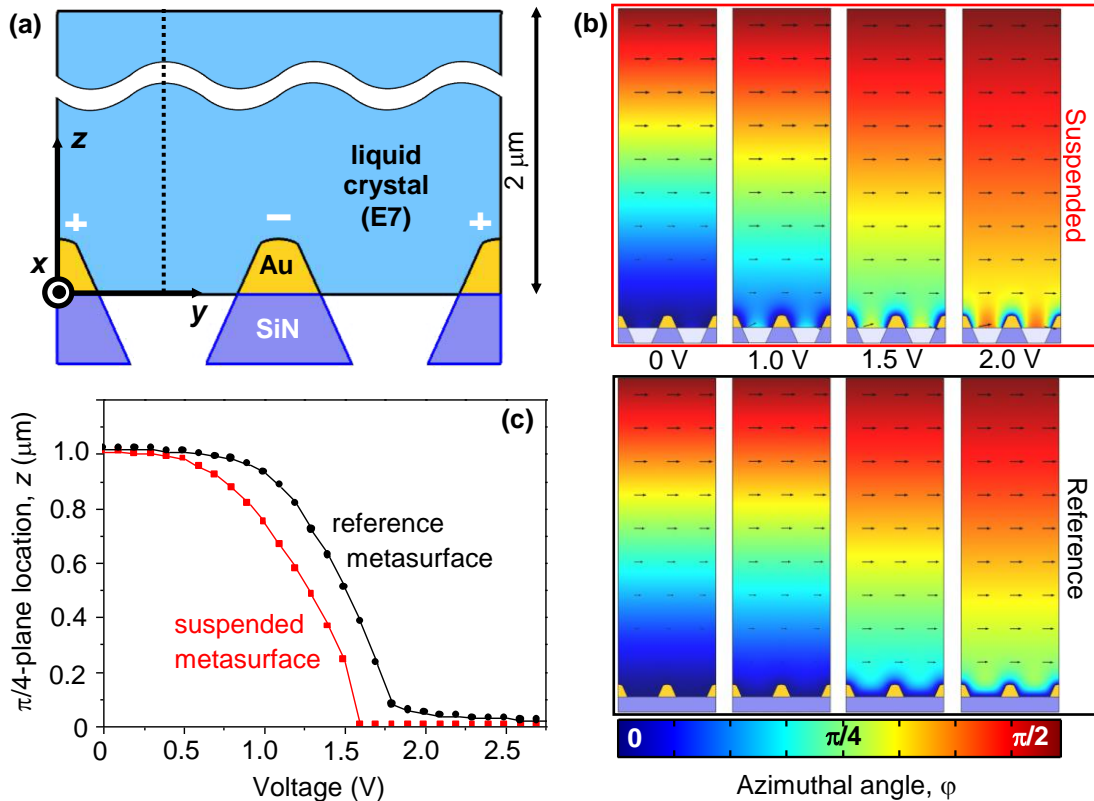 (a)
z
2 μm
liquid
crystal
(E7)
+
−
+
Au
x
y
SiN
(b)
Suspended
0 V
1.0 V
1.5 V
2.0 V
Reference
0
π/4
π/2
Azimuthal angle, φ
(c)
π/4-plane location, z (μm)
1.0
0.8
0.6
0.4
0.2
0
reference
metasurface
suspended
metasurface
0
0.5
1.0
1.5
2.0
2.5
Voltage (V)